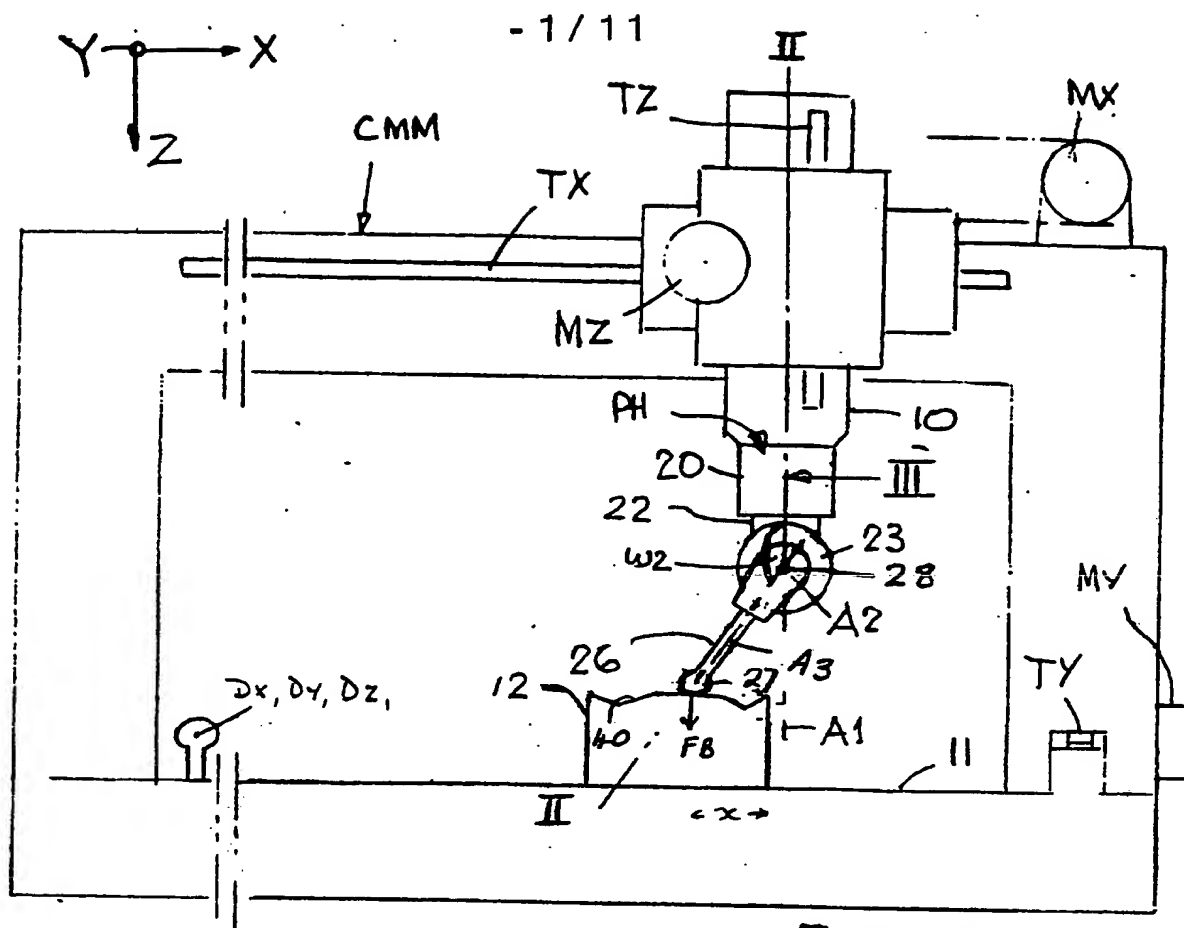 - 1 / 11
Y X
Z
II
TZ
MX
CMM
TX
MZ
PH
10
20
III
22
23
W2
28
MY
A2
26
A3
27
TY
12
Dx, Dy, Dz,
40
FB
A1
11
II
x